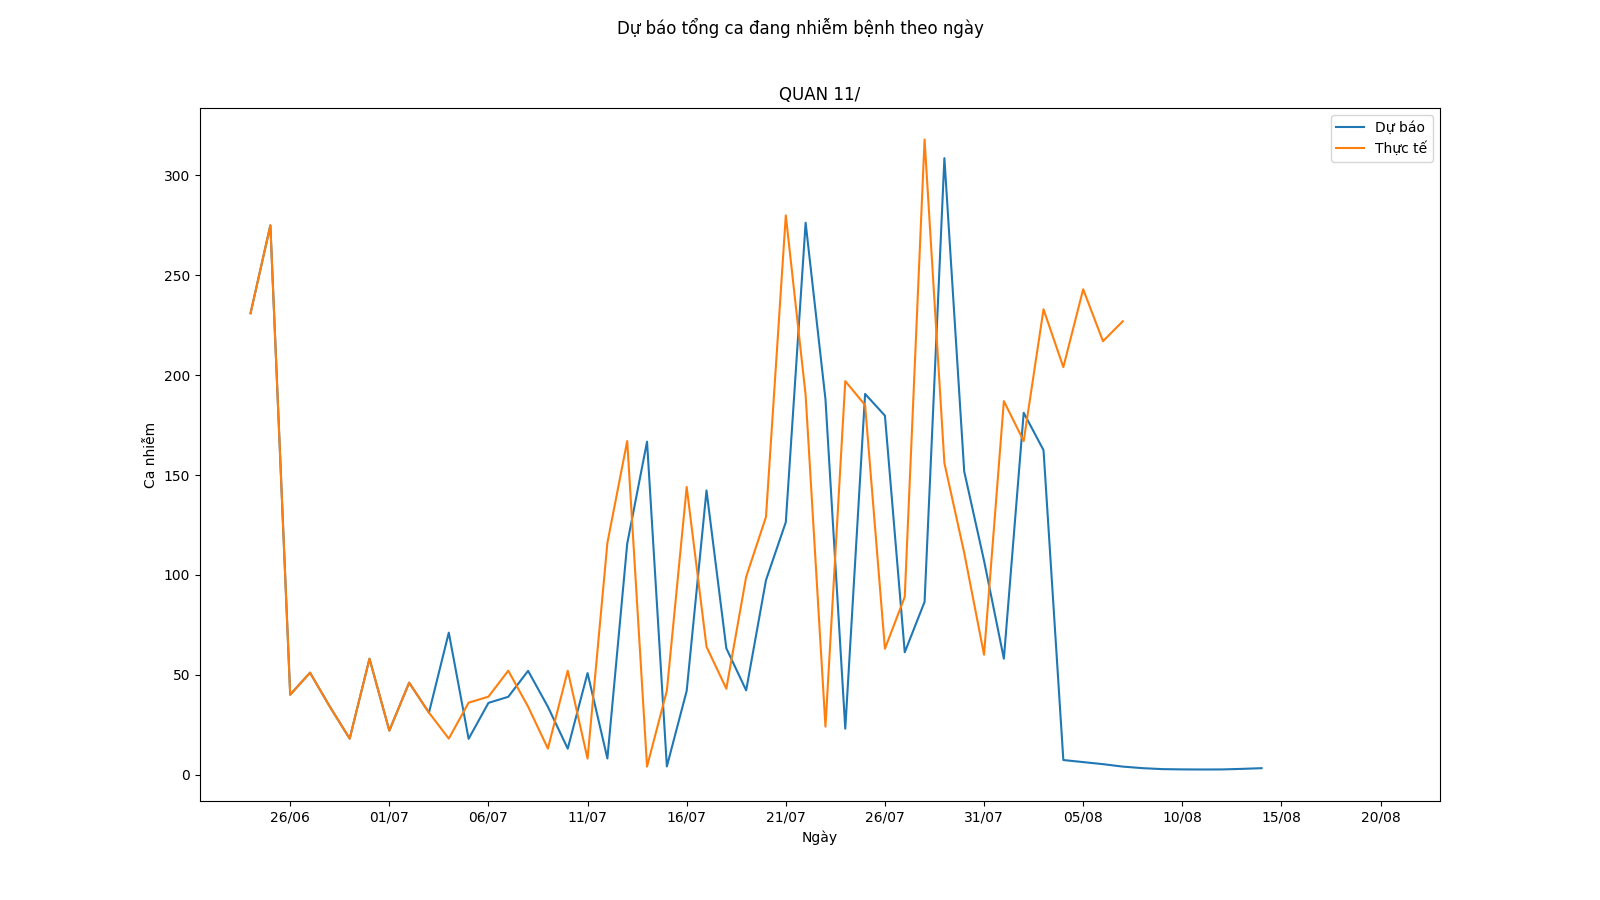 Dự báo tổng ca đang nhiễm bệnh theo ngày
QUAN 11/
Dự báo
Thực tế
300
250
200
150
100
50
0
Ca nhiễm
26/06 01/07 06/07 11/07 16/07 21/07 26/07 31/07 05/08 10/08 15/08 20/08
Ngày